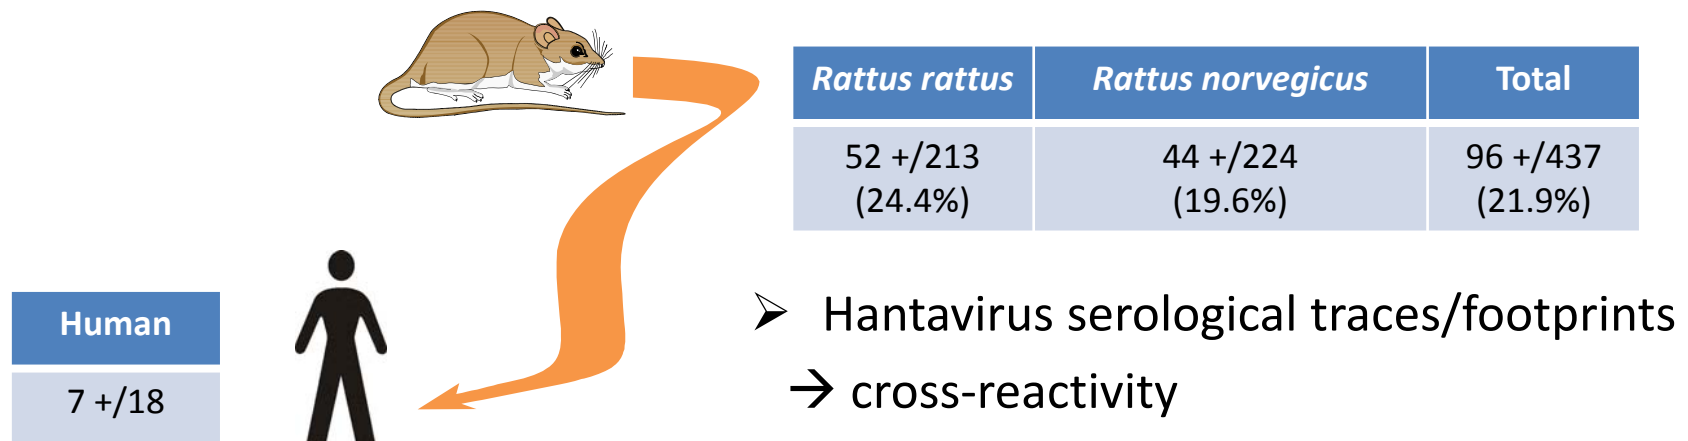 Rattus rattus Rattus norvegicus Total
52 +/213 44 +/224 96 +/437
(24.4%) (19.6%) (21.9%)
Human
7 +/18
➢ Hantavirus serological traces/footprints
→ cross-reactivity